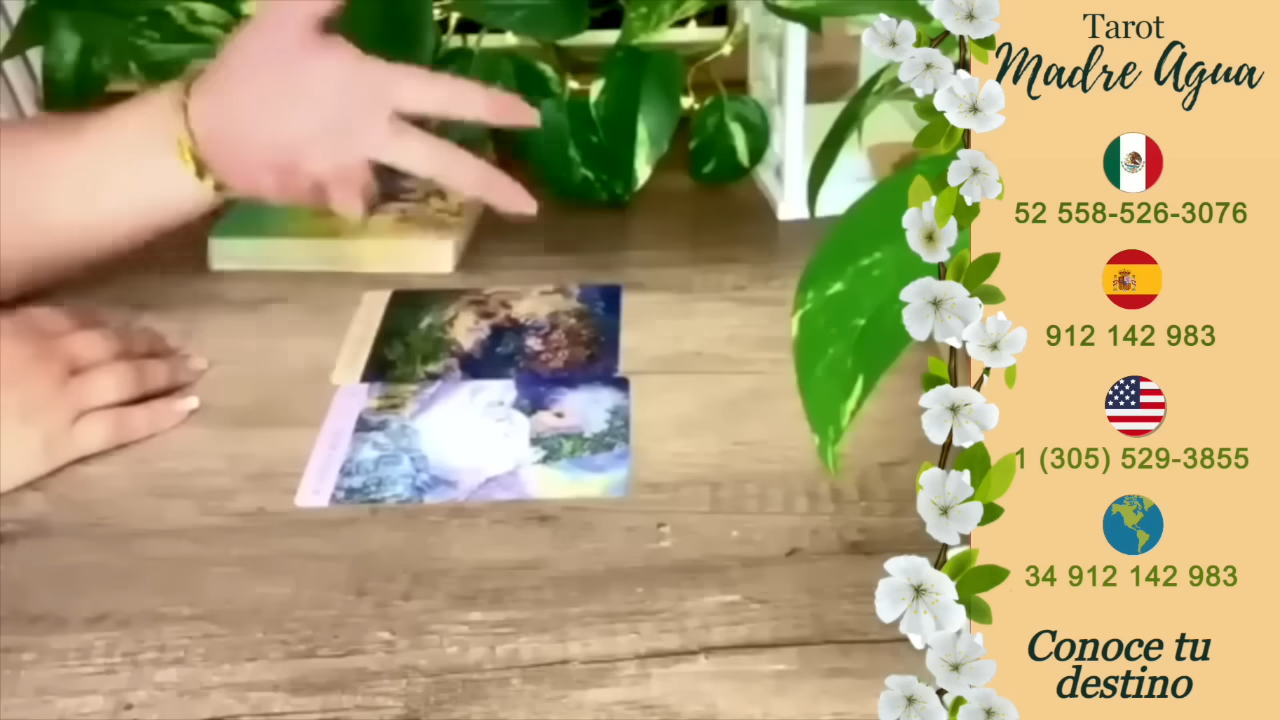 Tarot
Madre Agua
52 558-526-3076
912 142 983
1 (305) 529-3855
34 912 142 983
Conoce tu
destino